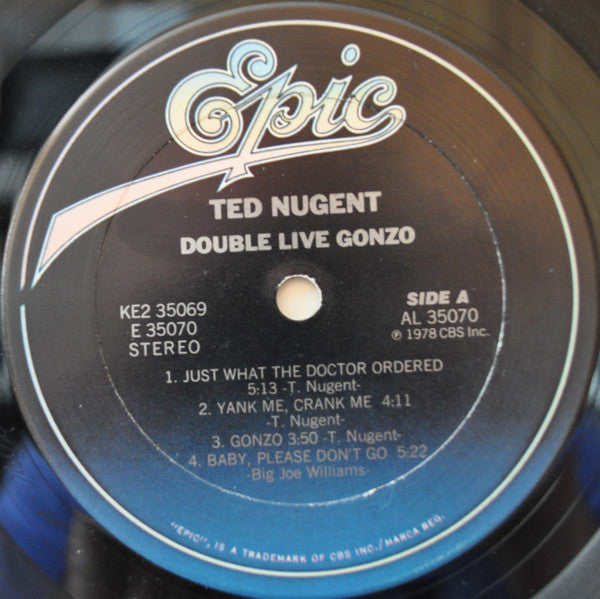 Epic
TED NUGENT
DOUBLE LIVE GONZO
KE2 35069
E 35070
STEREO
SIDE A
AL 35070
℗ 1978 CBS Inc.
1. JUST WHAT THE DOCTOR ORDERED
5:13 -T. Nugent-
2. YANK ME, CRANK ME 4:11
-T. Nugent-
3. GONZO 3:50 -T. Nugent-
4. BABY, PLEASE DON'T GO 5:22
-Big Joe Williams-
"EPIC", IS A TRADEMARK OF CBS INC./MARCA REG.